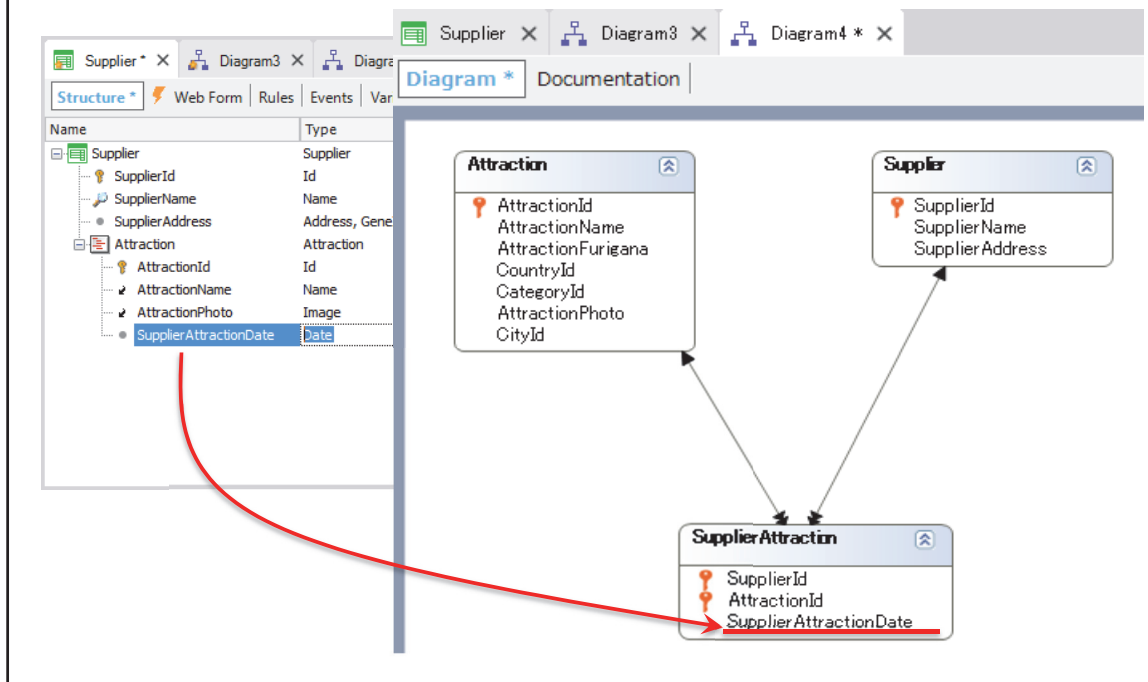 Supplier * X Diagram3 X Diagra
Structure * Web Form Rules Events Var
Name Type
Supplier Supplier
SupplierId Id
SupplierName Name
SupplierAddress Address, Gene
Attraction Attraction
AttractionId Id
AttractionName Name
AttractionPhoto Image
SupplierAttractionDate Date
Supplier X Diagram3 X Diagram4 * X
Diagram * Documentation
Attraction
AttractionId
AttractionName
AttractionFurigana
CountryId
CategoryId
AttractionPhoto
CityId
Supplier
SupplierId
SupplierName
SupplierAddress
SupplierAttraction
SupplierId
AttractionId
SupplierAttractionDate